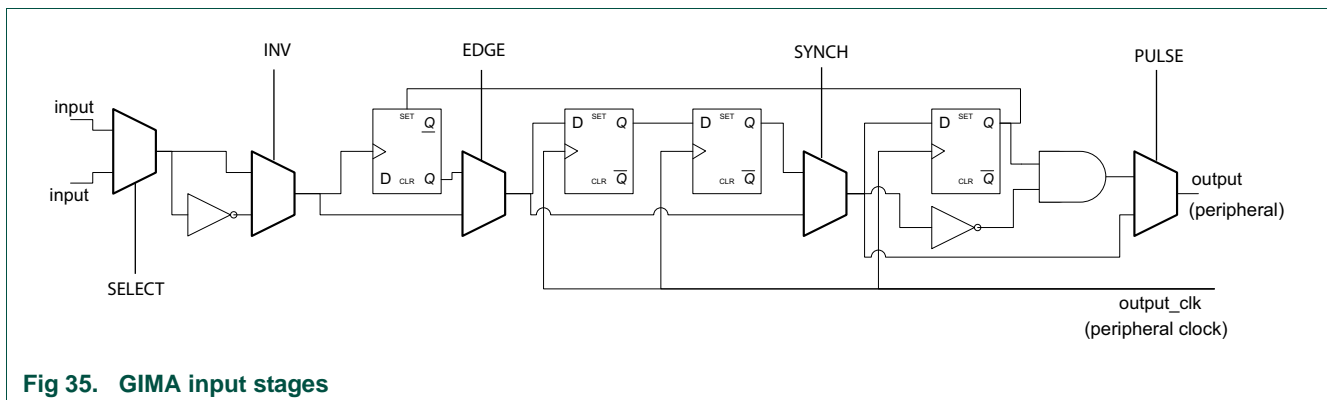 INV
EDGE
SYNCH
PULSE
input
input
SELECT
SET
Q
D
CLR
Q
D
SET
Q
CLR
Q
D
SET
Q
CLR
Q
D
SET
Q
CLR
Q
output
(peripheral)
output_clk
(peripheral clock)
Fig 35. GIMA input stages